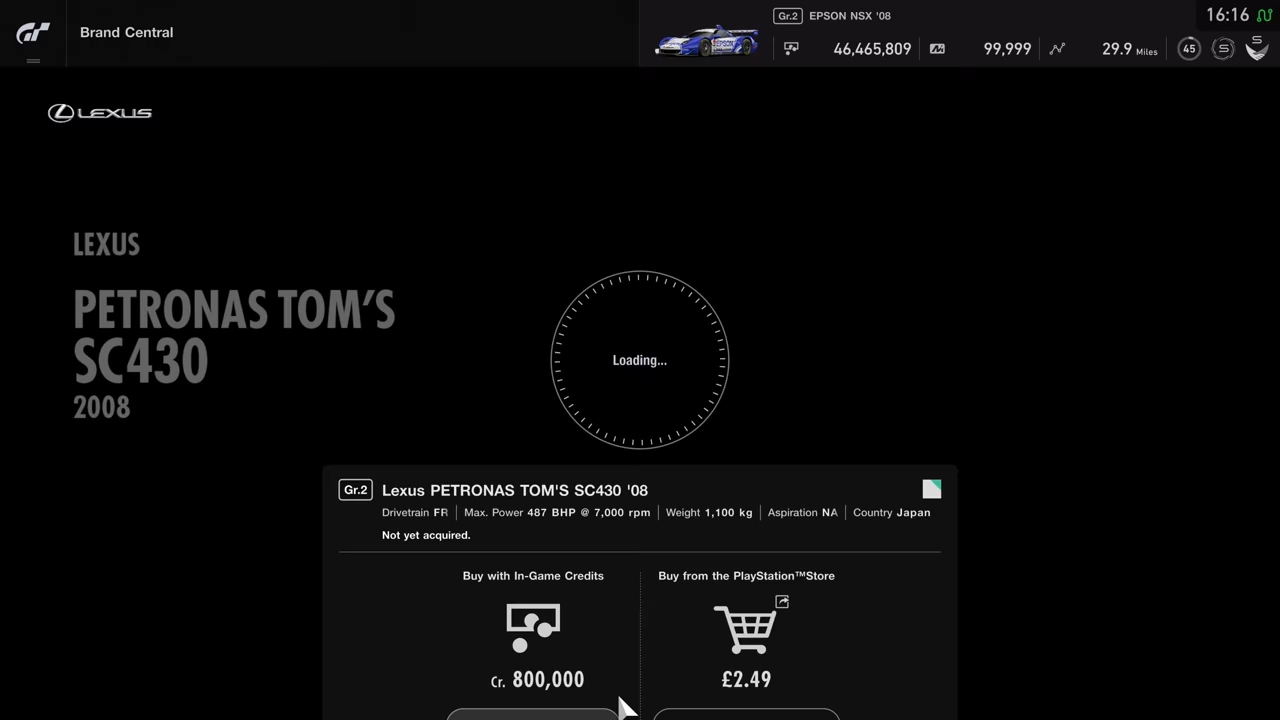 Brand Central
Gr.2 EPSON NSX '08
16:16
46,465,809
99,999
29.9 Miles
45
S
S
LEXUS
LEXUS
PETRONAS TOM'S
SC430
2008
Loading...
Gr.2 Lexus PETRONAS TOM'S SC430 '08
Drivetrain FR Max. Power 487 BHP @ 7,000 rpm Weight 1,100 kg Aspiration NA Country Japan
Not yet acquired.
Buy with In-Game Credits
Buy from the PlayStation™Store
Cr. 800,000
£2.49